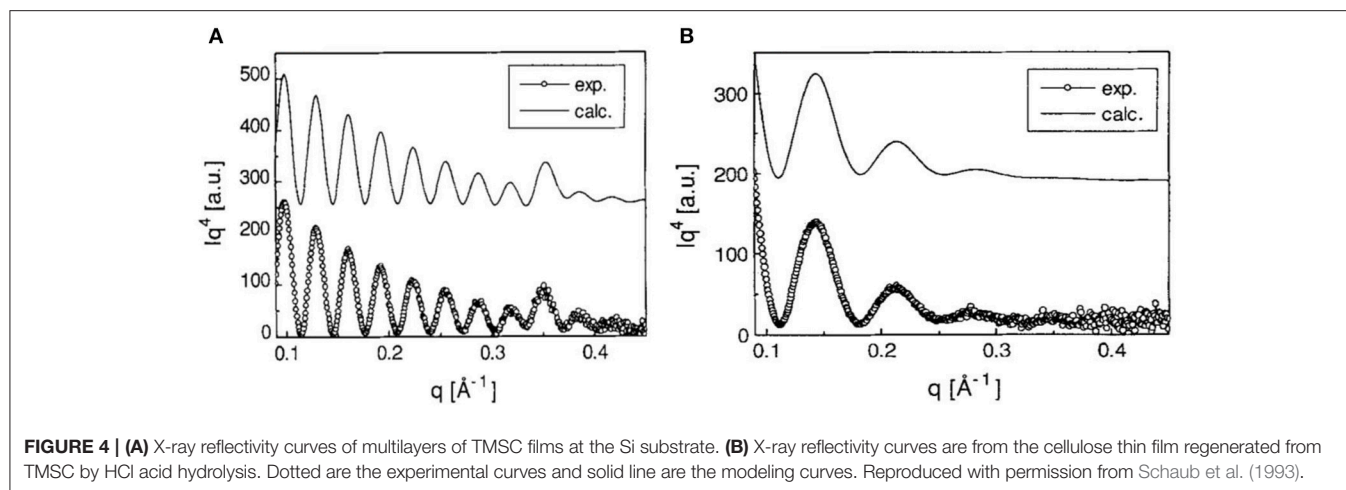 A
500
400
300
200
100
0
Iq⁴ [a.u.]
exp.
calc.
0.1 0.2 0.3 0.4
q [Å⁻¹]
B
300
200
100
0
Iq⁴ [a.u.]
exp.
calc.
0.1 0.2 0.3 0.4
q [Å⁻¹]
FIGURE 4 | (A) X-ray reflectivity curves of multilayers of TMSC films at the Si substrate. (B) X-ray reflectivity curves are from the cellulose thin film regenerated from
TMSC by HCl acid hydrolysis. Dotted are the experimental curves and solid line are the modeling curves. Reproduced with permission from Schaub et al. (1993).